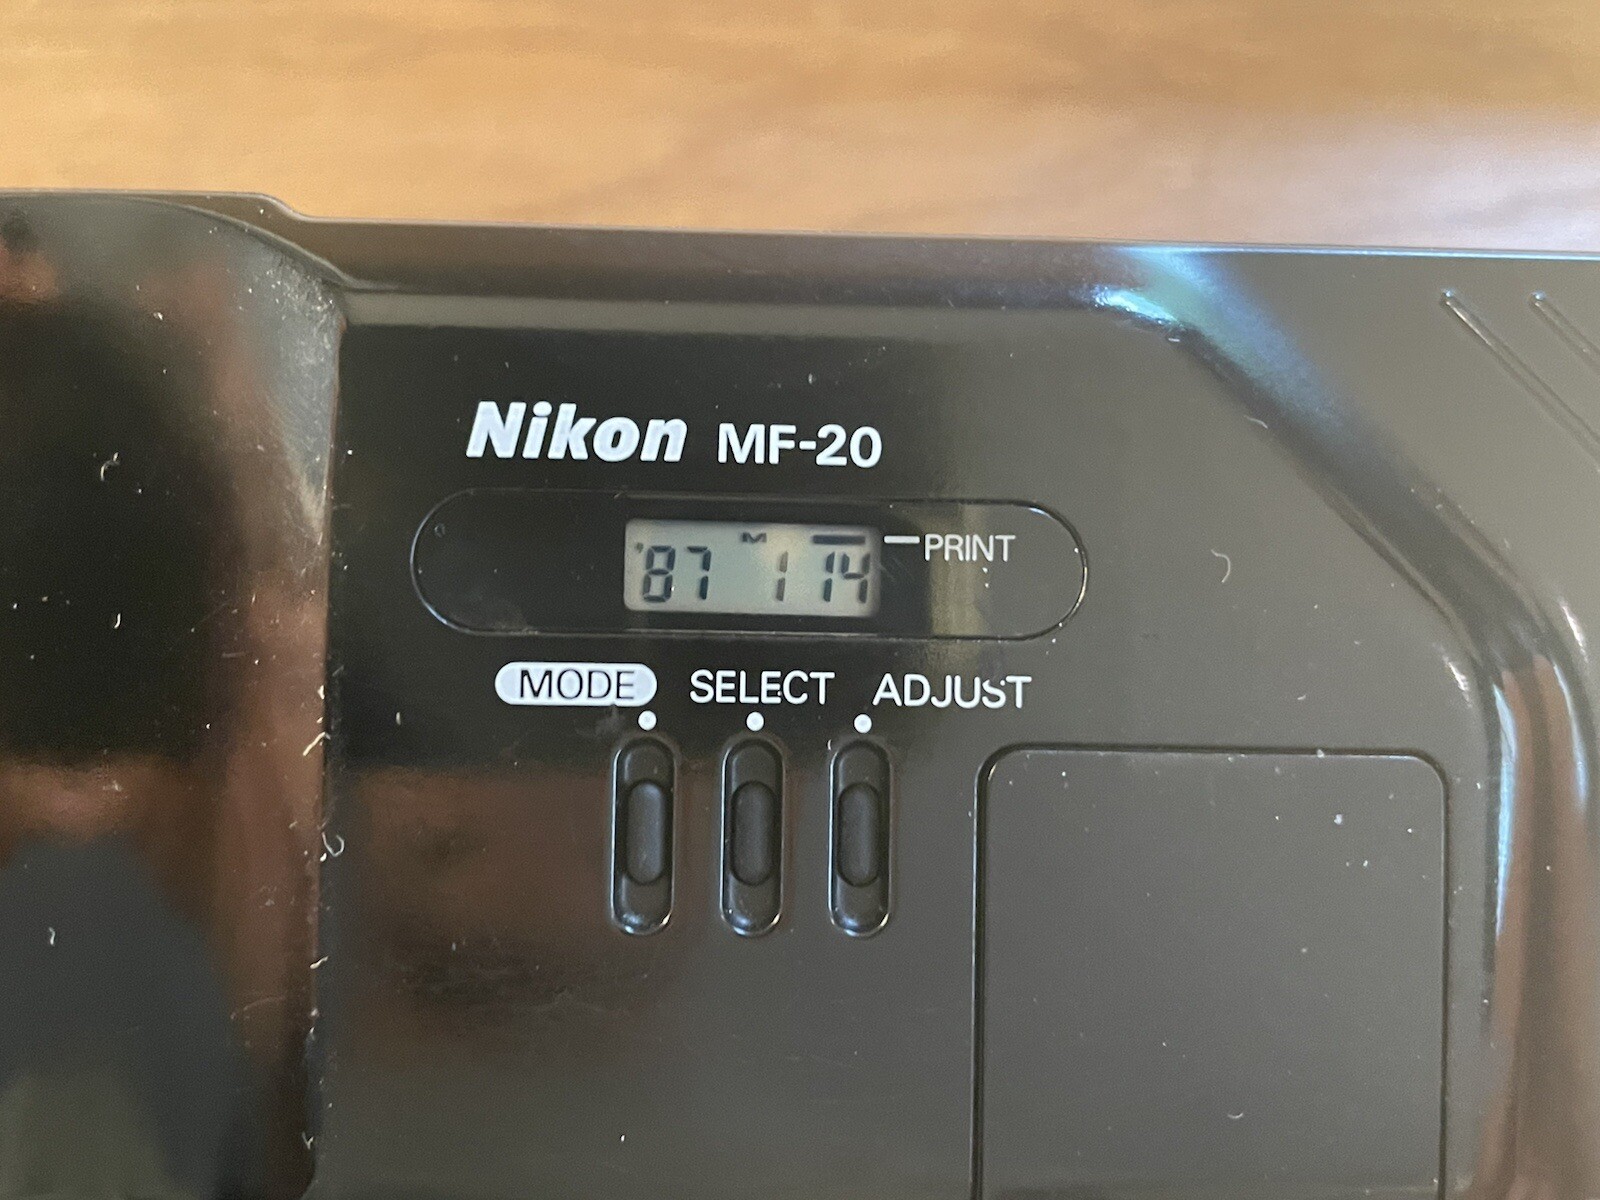 Nikon MF-20
M
'87 1 14
PRINT
MODE SELECT ADJUST